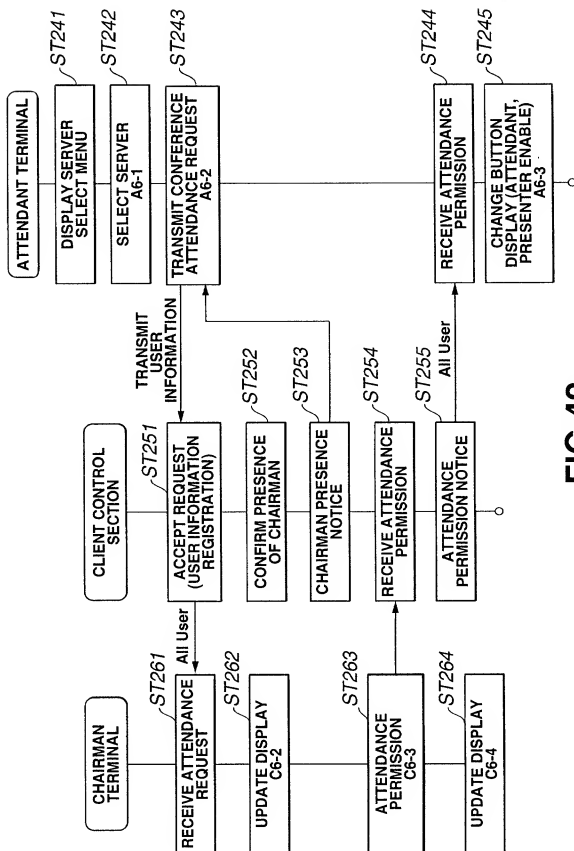 CHAIRMAN
TERMINAL
ST261
RECEIVE ATTENDANCE
REQUEST
ST262
UPDATE DISPLAY
C6-2
ST263
ATTENDANCE
PERMISSION
C6-3
ST264
UPDATE DISPLAY
C6-4
All User
CLIENT CONTROL
SECTION
ST251
ACCEPT REQUEST
(USER INFORMATION
REGISTRATION)
ST252
CONFIRM PRESENCE
OF CHAIRMAN
ST253
CHAIRMAN PRESENCE
NOTICE
ST254
RECEIVE ATTENDANCE
PERMISSION
ST255
ATTENDANCE
PERMISSION NOTICE
TRANSMIT
USER
INFORMATION
All User
ATTENDANT TERMINAL
ST241
DISPLAY SERVER
SELECT MENU
ST242
SELECT SERVER
A6-1
ST243
TRANSMIT CONFERENCE
ATTENDANCE REQUEST
A6-2
ST244
RECEIVE ATTENDANCE
PERMISSION
ST245
CHANGE BUTTON
DISPLAY (ATTENDANT,
PRESENTER ENABLE)
A6-3